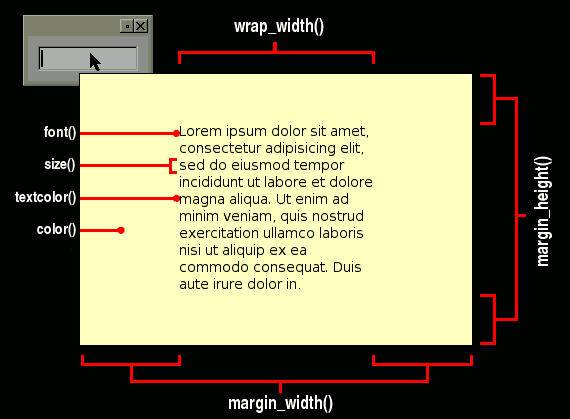 wrap_width()
font()
size()
textcolor()
color()
Lorem ipsum dolor sit amet,
consectetur adipisicing elit,
sed do eiusmod tempor
incididunt ut labore et dolore
magna aliqua. Ut enim ad
minim veniam, quis nostrud
exercitation ullamco laboris
nisi ut aliquip ex ea
commodo consequat. Duis
aute irure dolor in.
margin_height()
margin_width()